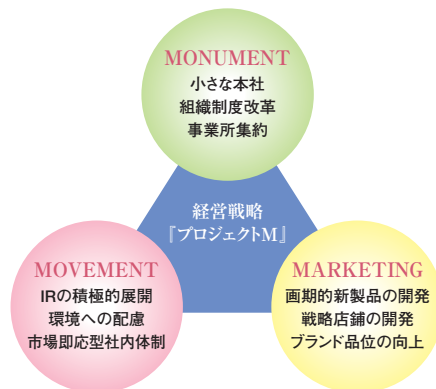 MONUMENT
小さな本社
組織制度改革
事業所集約
経営戦略
『プロジェクトM』
MOVEMENT
IRの積極的展開
環境への配慮
市場即応型社内体制
MARKETING
画期的新製品の開発
戦略店舗の開発
ブランド品位の向上